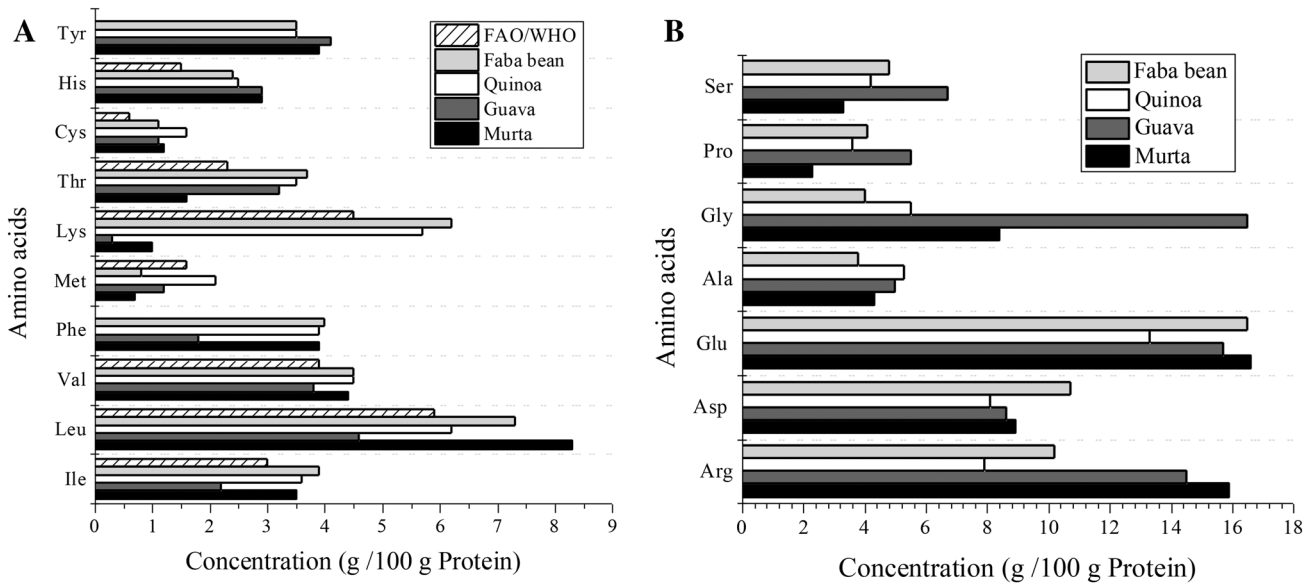 A
Tyr
His
Cys
Thr
Lys
Met
Phe
Val
Leu
Ile
Amino acids
FAO/WHO
Faba bean
Quinoa
Guava
Murta
0 1 2 3 4 5 6 7 8 9
Concentration (g /100 g Protein)
B
Ser
Pro
Gly
Ala
Glu
Asp
Arg
Amino acids
Faba bean
Quinoa
Guava
Murta
0 2 4 6 8 10 12 14 16 18
Concentration (g /100 g Protein)